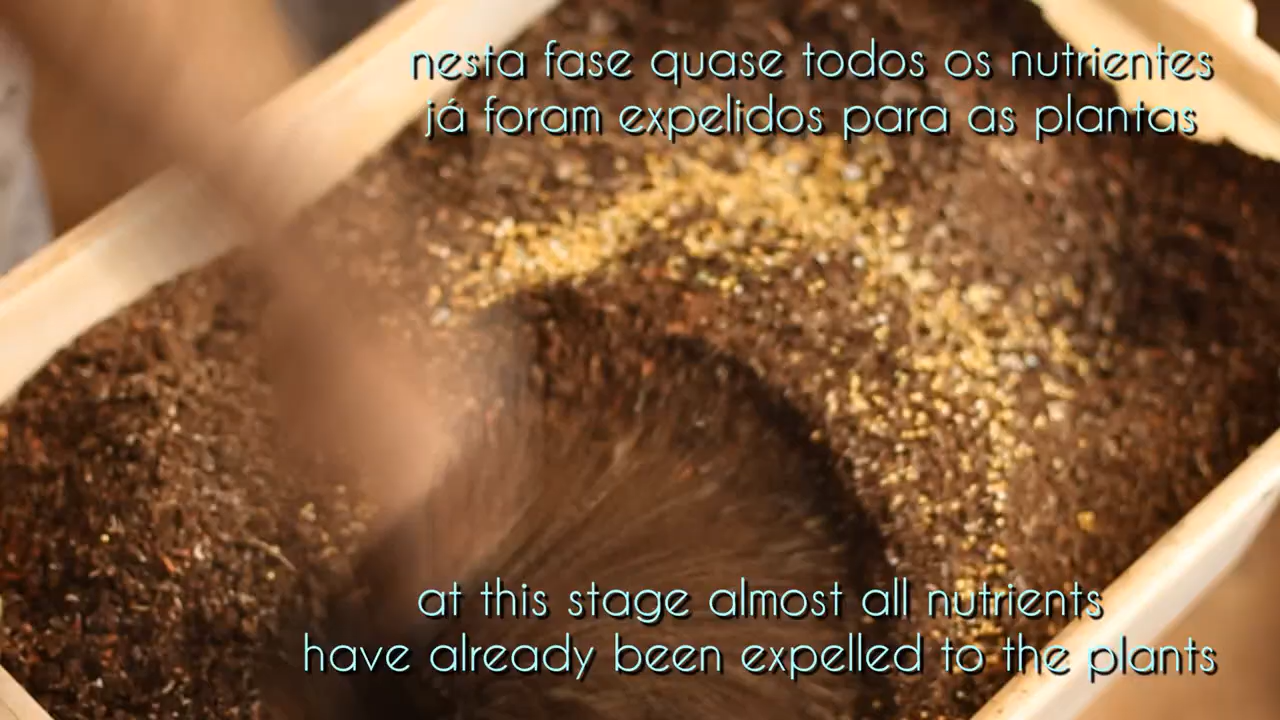 nesta fase quase todos os nutrientes
já foram expelidos para as plantas
at this stage almost all nutrients
have already been expelled to the plants